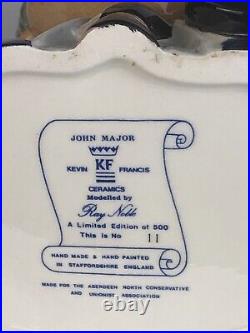 JOHN MAJOR
KEVIN KF FRANCIS
CERAMICS
Modelled by
Ray Noble
A Limited Edition of 500
This is No 11
HAND MADE & HAND PAINTED
IN STAFFORDSHIRE ENGLAND
MADE FOR THE ABERDEEN NORTH CONSERVATIVE
AND UNIONIST ASSOCIATION